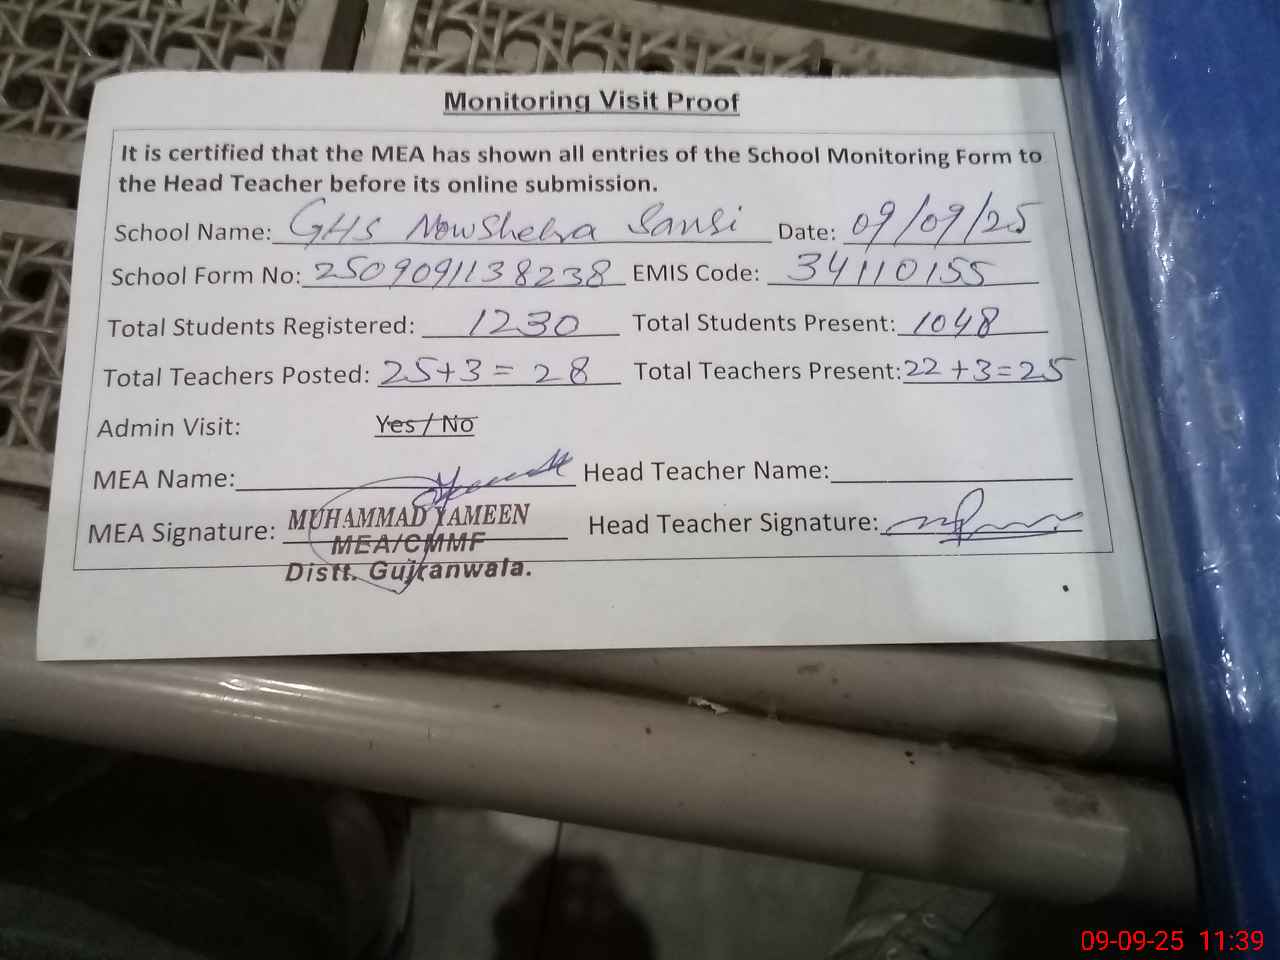 Monitoring Visit Proof
It is certified that the MEA has shown all entries of the School Monitoring Form to
the Head Teacher before its online submission.
School Name: GHS Nowshehra Sansi Date: 09/09/25
School Form No: 2509091138238 EMIS Code: 34110155
Total Students Registered: 1230 Total Students Present: 1048
Total Teachers Posted: 25+3= 28 Total Teachers Present: 22+3=25
Admin Visit: Yes / No
MEA Name: Head Teacher Name:
MEA Signature: MUHAMMAD YAMEEN Head Teacher Signature:
MEA/CMMF
Distt. Gujranwala.
09-09-25 11:39